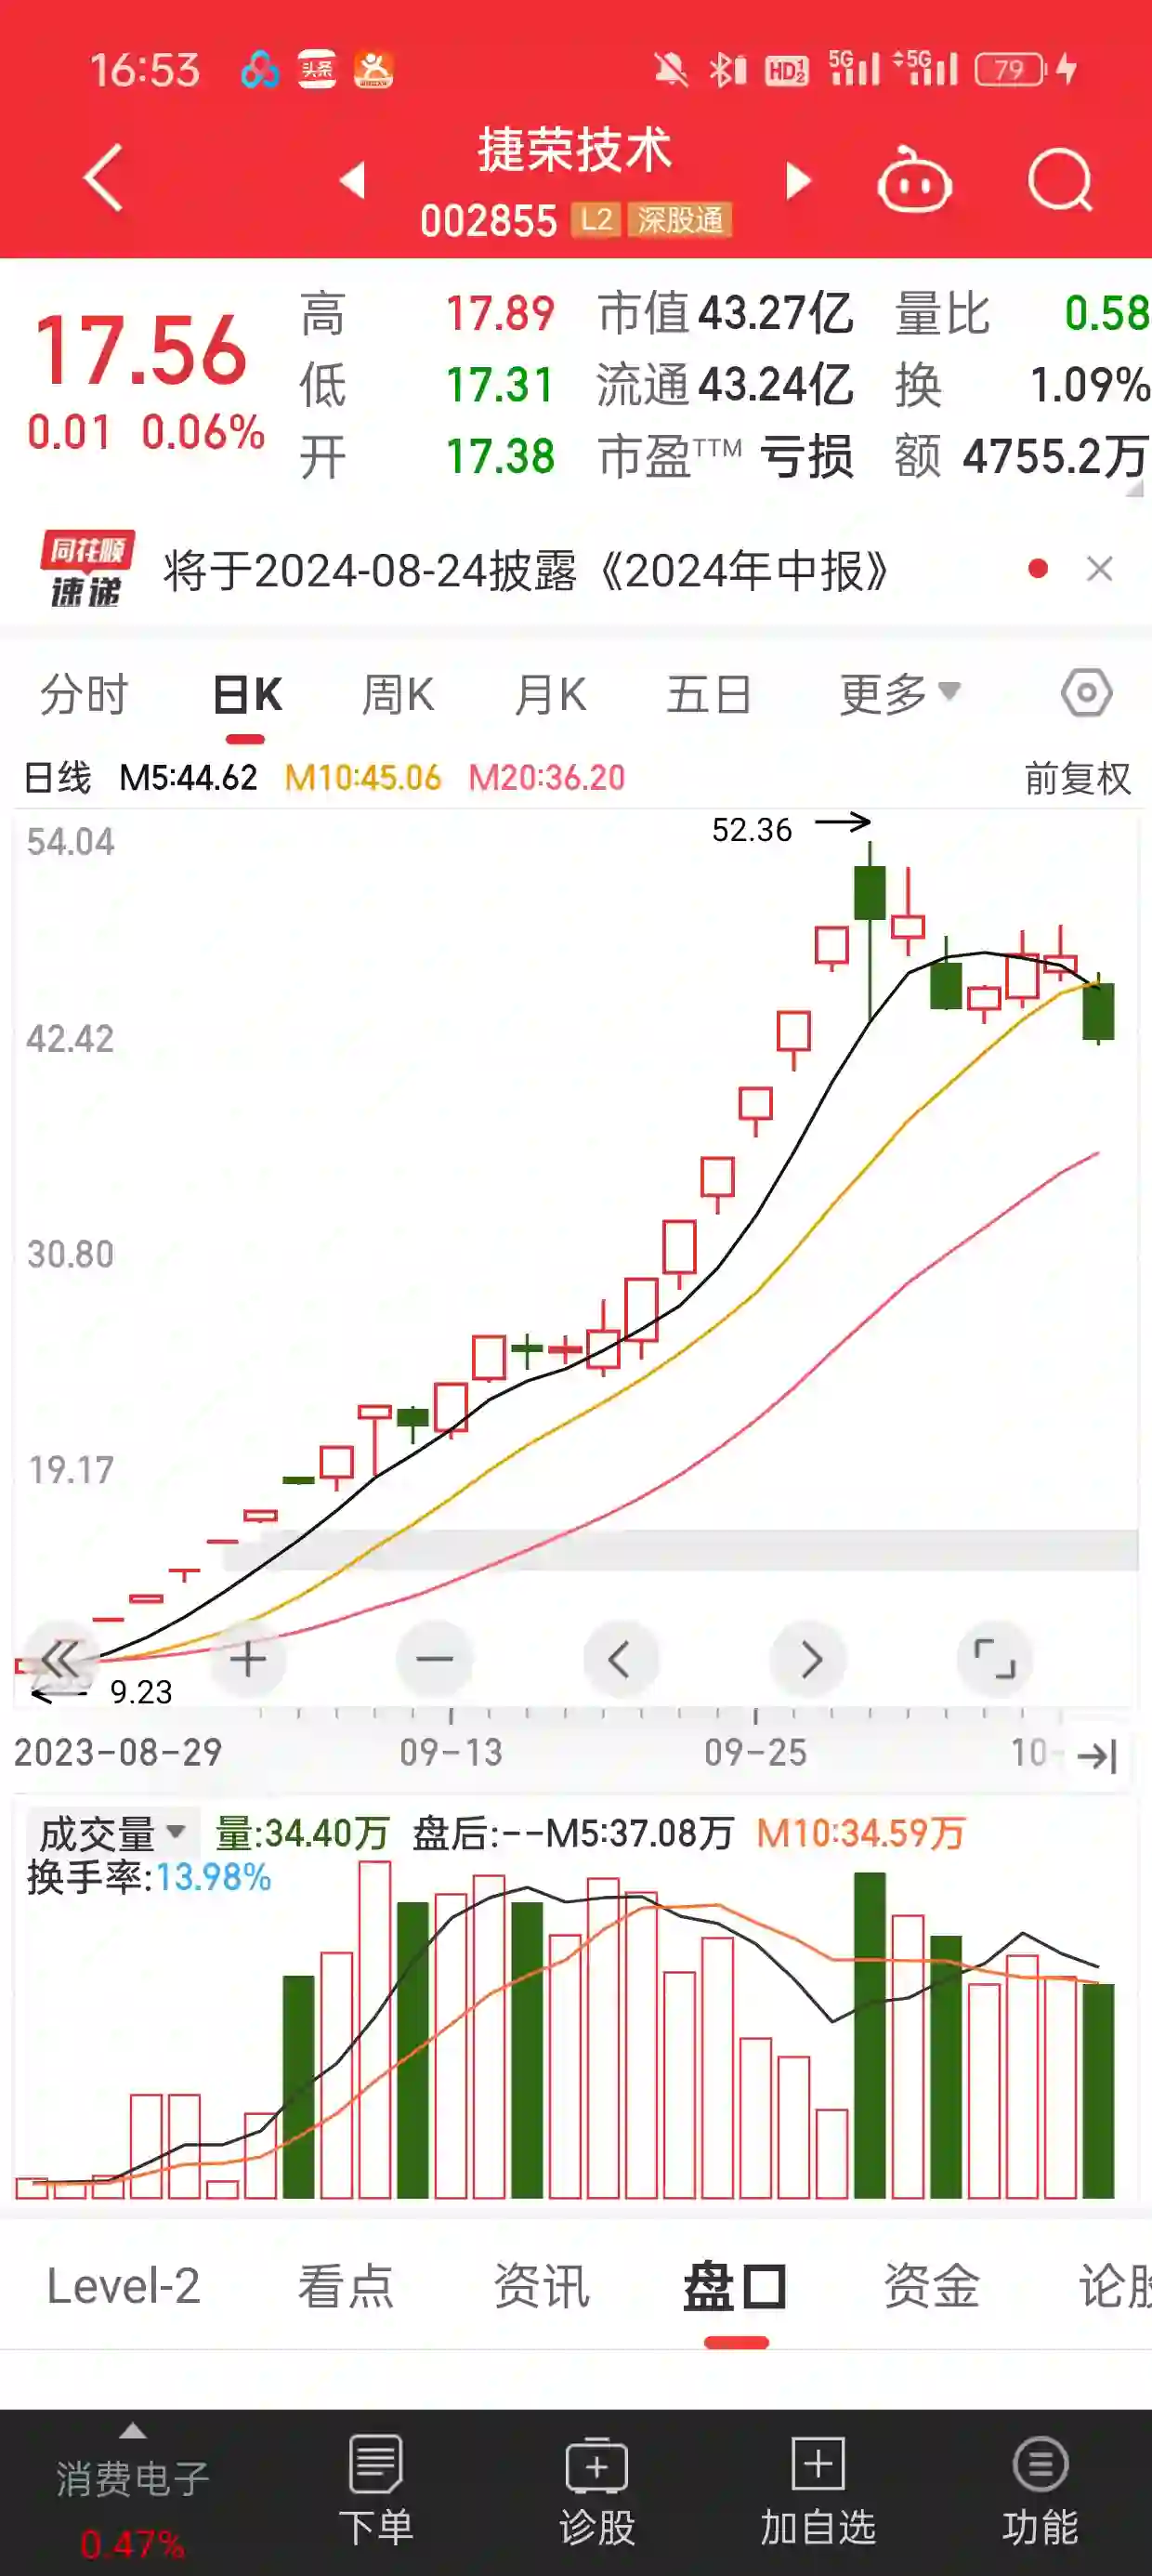 16:53 头条 HD 1 2 5G 5G 79
捷荣技术
002855 L2 深股通
17.56
0.01 0.06%
高 17.89 市值 43.27亿 量比 0.58
低 17.31 流通 43.24亿 换 1.09%
开 17.38 市盈TTM 亏损 额 4755.2万
同花顺
速递
将于2024-08-24披露《2024年中报》
分时 日K 周K 月K 五日 更多
日线 M5:44.62 M10:45.06 M20:36.20 前复权
54.04
52.36
42.42
30.80
19.17
9.23
2023-08-29 09-13 09-25 10-
成交量 量:34.40万 盘后:--M5:37.08万 M10:34.59万
换手率:13.98%
Level-2 看点 资讯 盘口 资金 论股
消费电子
0.47%
下单 诊股 加自选 功能